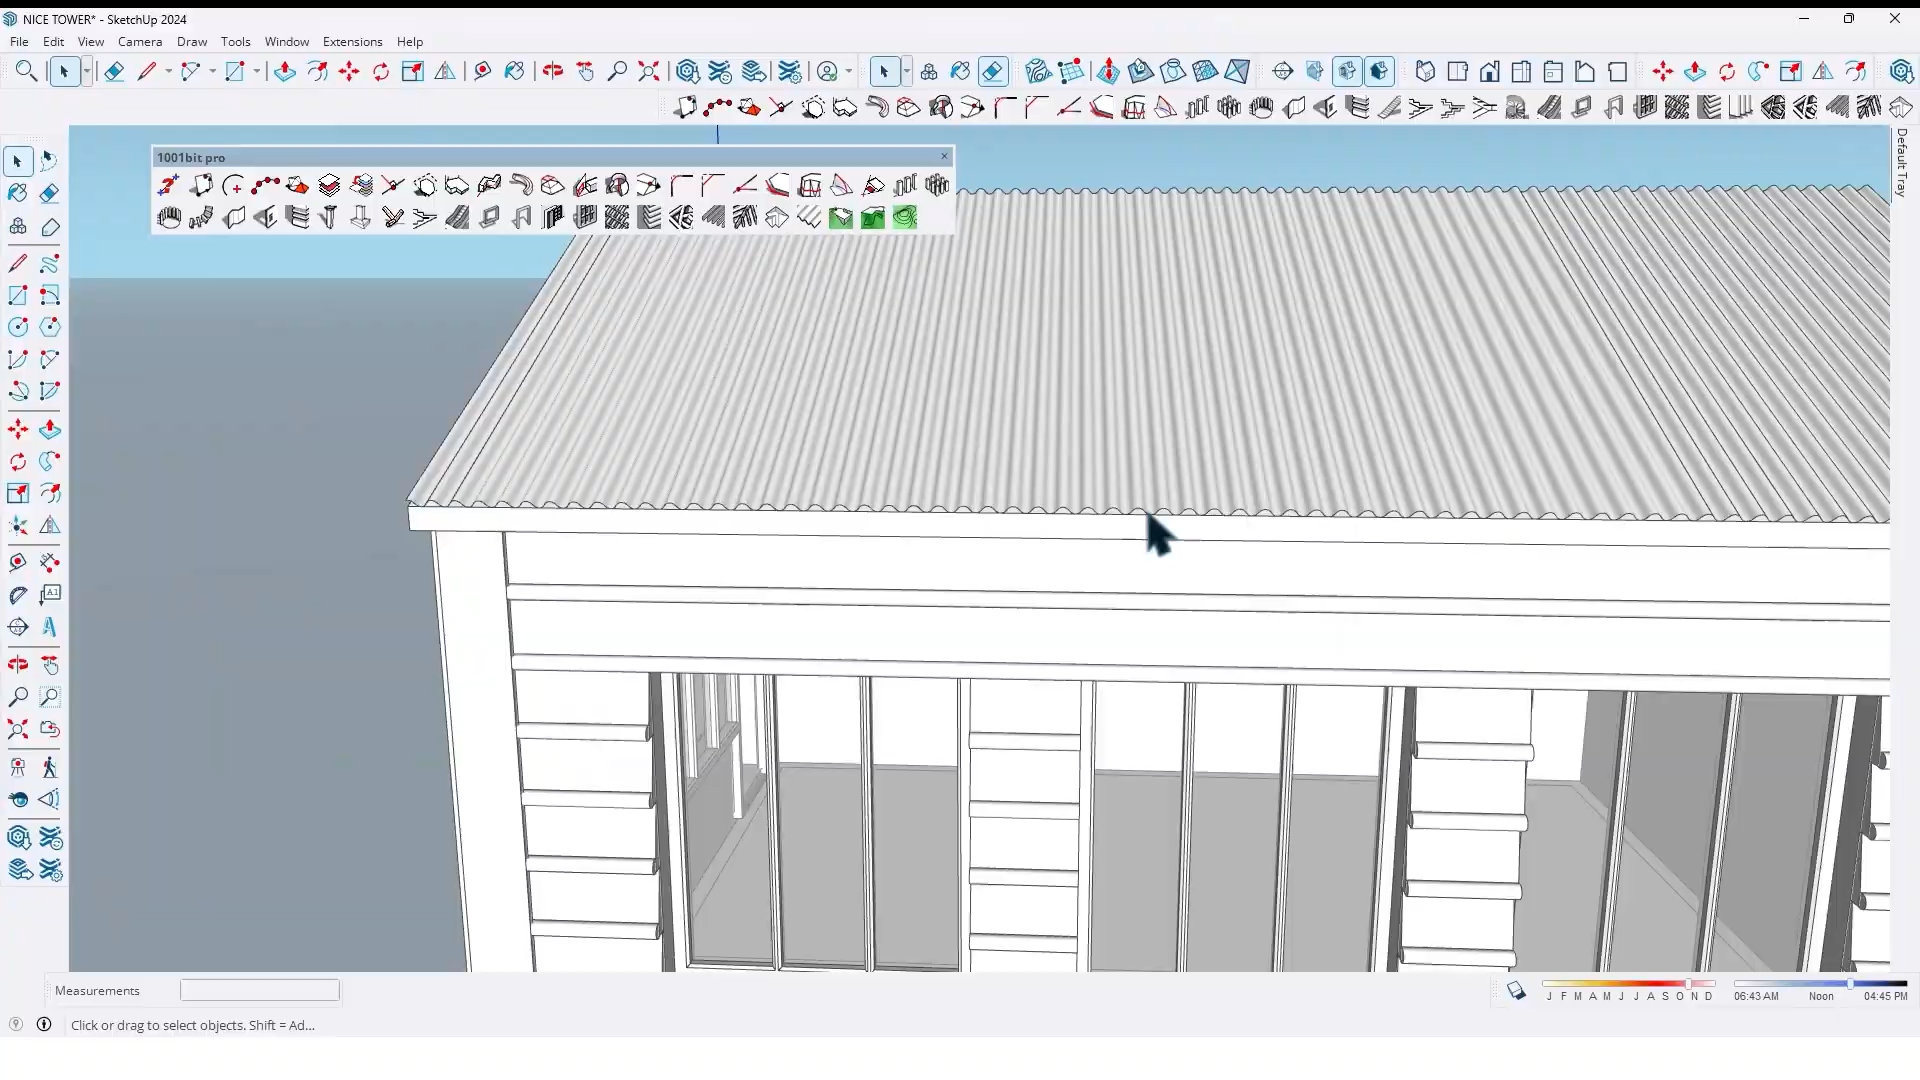 NICE TOWER* - SketchUp 2024
File Edit View Camera Draw Tools Window Extensions Help
1001bit pro
Default Tray
Measurements
J F M A M J J A S O N D
06:43 AM Noon 04:45 PM
Click or drag to select objects. Shift = Ad...